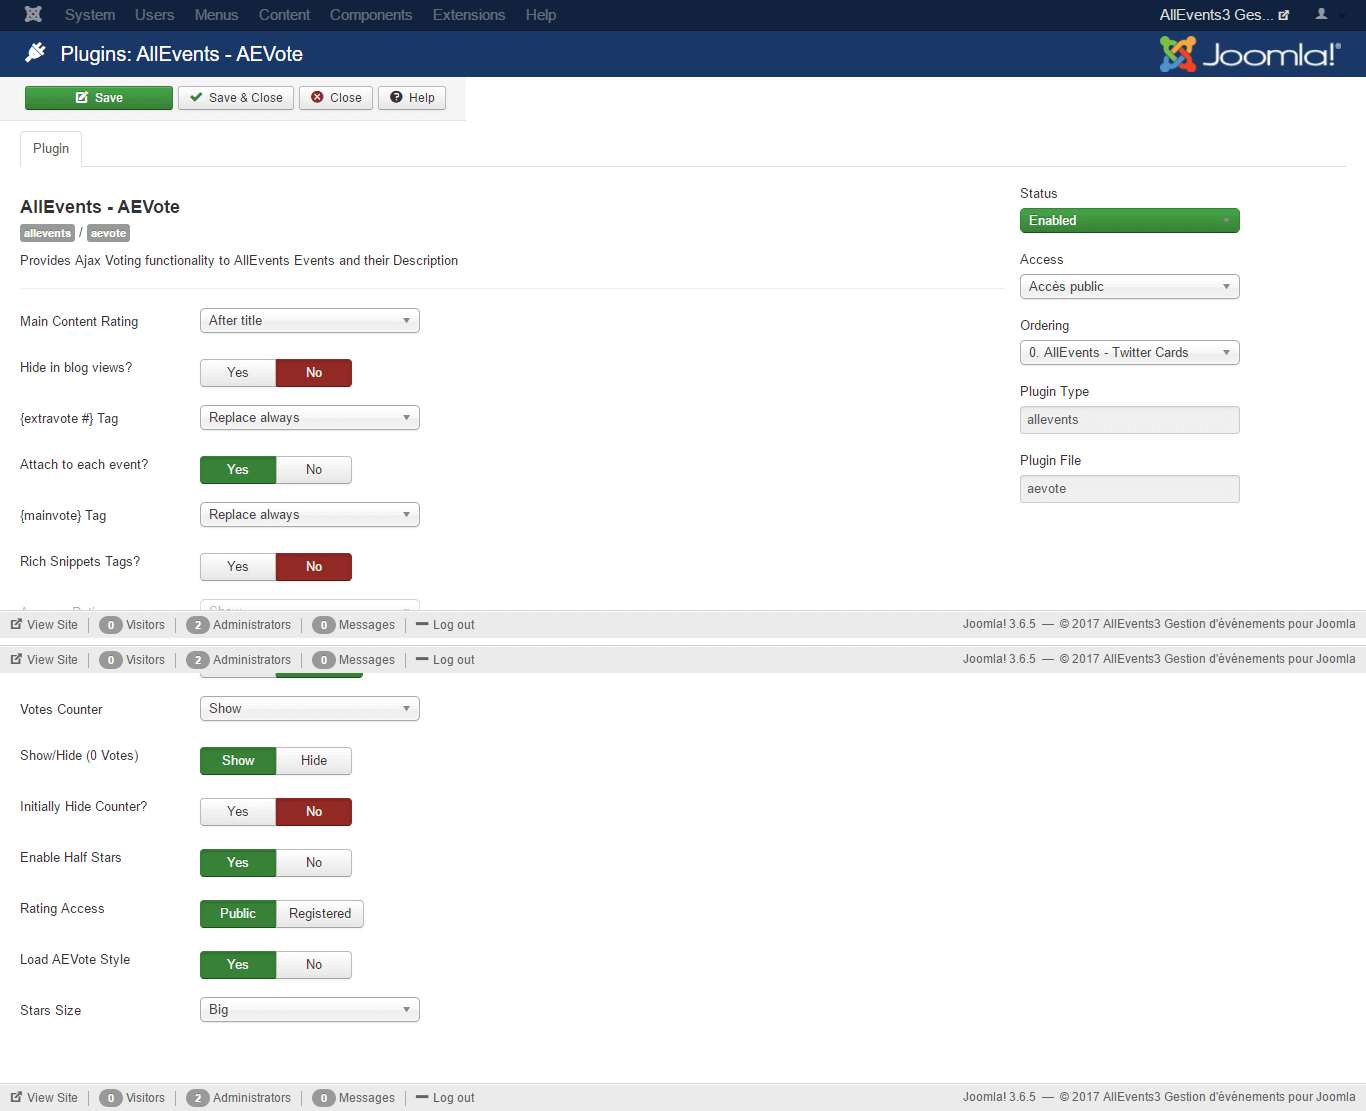 System Users Menus Content Components Extensions Help AllEvents3 Ges...
Plugins: AllEvents - AEVote Joomla!®
Save Save & Close Close Help
Plugin
AllEvents - AEVote
allevents / aevote
Provides Ajax Voting functionality to AllEvents Events and their Description
Main Content Rating After title
Hide in blog views? Yes No
{extravote #} Tag Replace always
Attach to each event? Yes No
{mainvote} Tag Replace always
Rich Snippets Tags? Yes No
Show
Status
Enabled
Access
Accès public
Ordering
0. AllEvents - Twitter Cards
Plugin Type
allevents
Plugin File
aevote
View Site 0 Visitors 2 Administrators 0 Messages Log out Joomla! 3.6.5 — © 2017 AllEvents3 Gestion d'événements pour Joomla
View Site 0 Visitors 2 Administrators 0 Messages Log out Joomla! 3.6.5 — © 2017 AllEvents3 Gestion d'événements pour Joomla
Votes Counter Show
Show/Hide (0 Votes) Show Hide
Initially Hide Counter? Yes No
Enable Half Stars Yes No
Rating Access Public Registered
Load AEVote Style Yes No
Stars Size Big
View Site 0 Visitors 2 Administrators 0 Messages Log out Joomla! 3.6.5 — © 2017 AllEvents3 Gestion d'événements pour Joomla